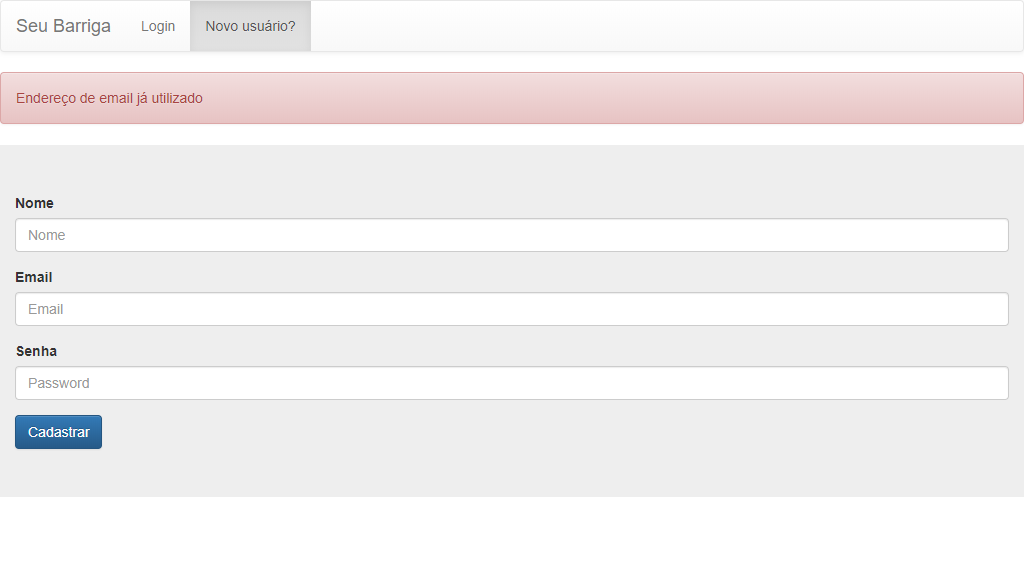 Seu Barriga Login Novo usuário?
Endereço de email já utilizado
Nome
Nome
Email
Email
Senha
Password
Cadastrar